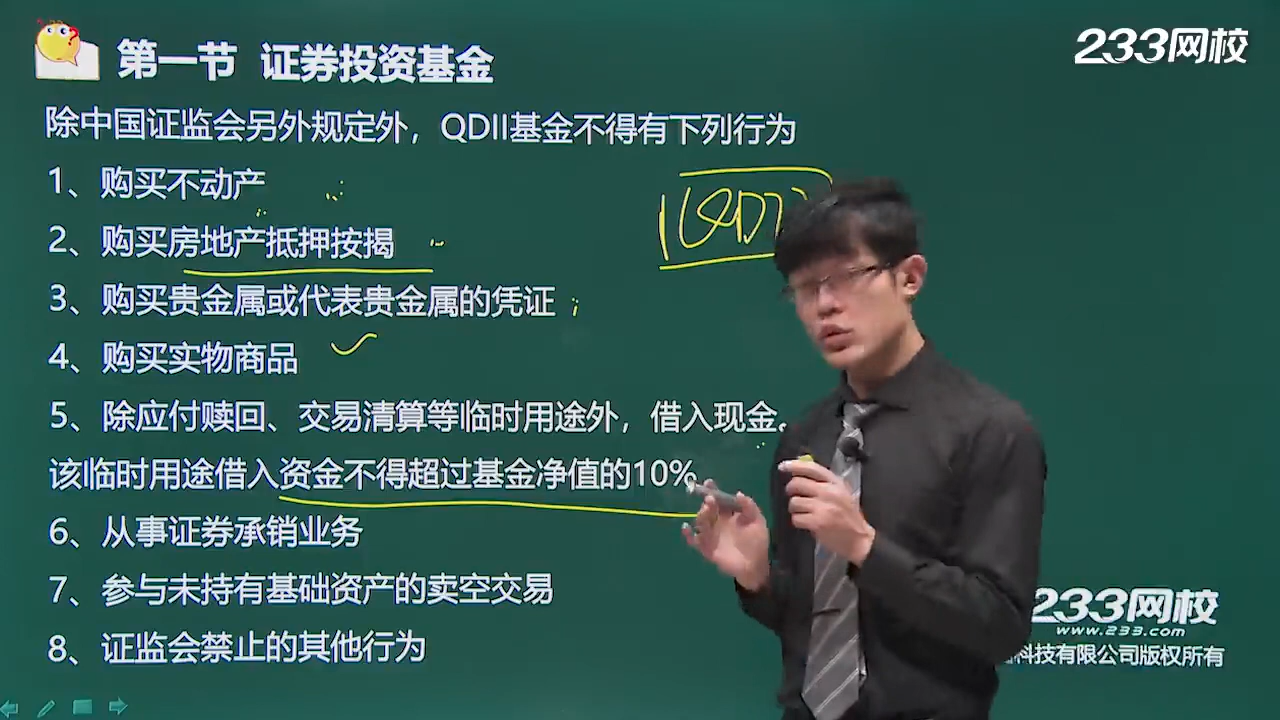 第一节 证券投资基金
233网校
除中国证监会另外规定外，QDII基金不得有下列行为
1、购买不动产
2、购买房地产抵押按揭
3、购买贵金属或代表贵金属的凭证
4、购买实物商品
5、除应付赎回、交易清算等临时用途外，借入现金.
该临时用途借入资金不得超过基金净值的10%
6、从事证券承销业务
7、参与未持有基础资产的卖空交易
8、证监会禁止的其他行为
233网校
www.233.com
科技有限公司版权所有